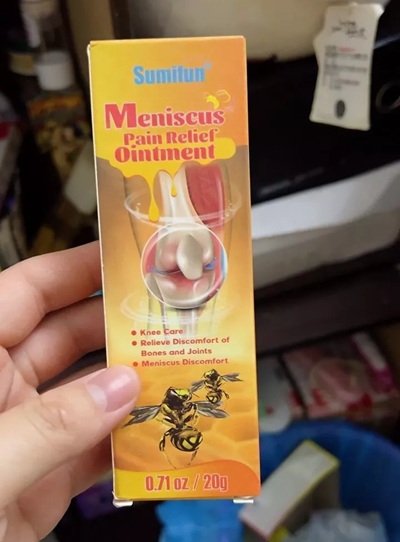 Sumifun®
Meniscus
Pain Relief
Ointment
● Knee Care
● Relieve Discomfort of
Bones and Joints
● Meniscus Discomfort
0.71 oz / 20g